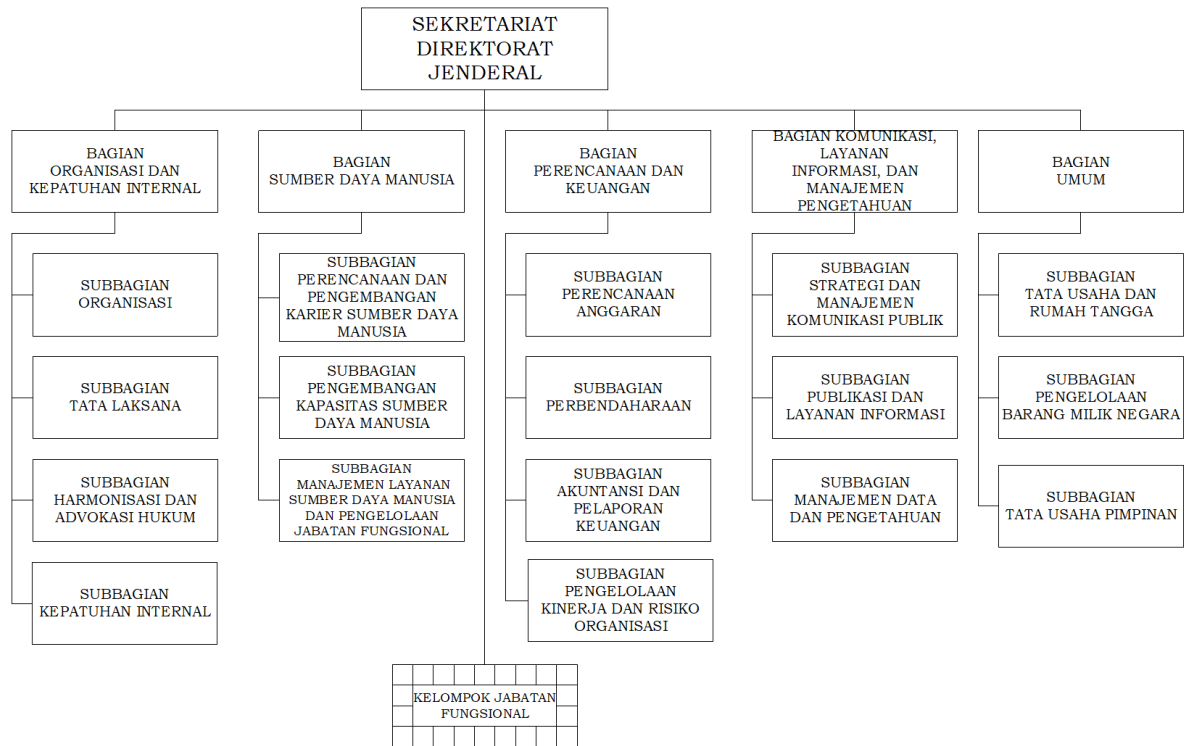 SEKRETARIAT
DIREKTORAT
JENDERAL
BAGIAN
ORGANISASI DAN
KEPATUHAN INTERNAL
BAGIAN
SUMBER DAYA MANUSIA
BAGIAN
PERENCANAAN DAN
KEUANGAN
BAGIAN KOMUNIKASI,
LAYANAN
INFORMASI, DAN
MANAJEMEN
PENGETAHUAN
BAGIAN
UMUM
SUBBAGIAN
ORGANISASI
SUBBAGIAN
PERENCANAAN DAN
PENGEMBANGAN
KARIER SUMBER DAYA
MANUSIA
SUBBAGIAN
PERENCANAAN
ANGGARAN
SUBBAGIAN
STRATEGI DAN
MANAJEMEN
KOMUNIKASI PUBLIK
SUBBAGIAN
TATA USAHA DAN
RUMAH TANGGA
SUBBAGIAN
TATA LAKSANA
SUBBAGIAN
PENGEMBANGAN
KAPASITAS SUMBER
DAYA MANUSIA
SUBBAGIAN
PERBENDAHARAAN
SUBBAGIAN
PUBLIKASI DAN
LAYANAN INFORMASI
SUBBAGIAN
PENGELOLAAN
BARANG MILIK NEGARA
SUBBAGIAN
HARMONISASI DAN
ADVOKASI HUKUM
SUBBAGIAN
MANAJEMEN LAYANAN
SUMBER DAYA MANUSIA
DAN PENGELOLAAN
JABATAN FUNGSIONAL
SUBBAGIAN
AKUNTANSI DAN
PELAPORAN
KEUANGAN
SUBBAGIAN
MANAJEMEN DATA
DAN PENGETAHUAN
SUBBAGIAN
TATA USAHA PIMPINAN
SUBBAGIAN
KEPATUHAN INTERNAL
SUBBAGIAN
PENGELOLAAN
KINERJA DAN RISIKO
ORGANISASI
KELOMPOK JABATAN
FUNGSIONAL